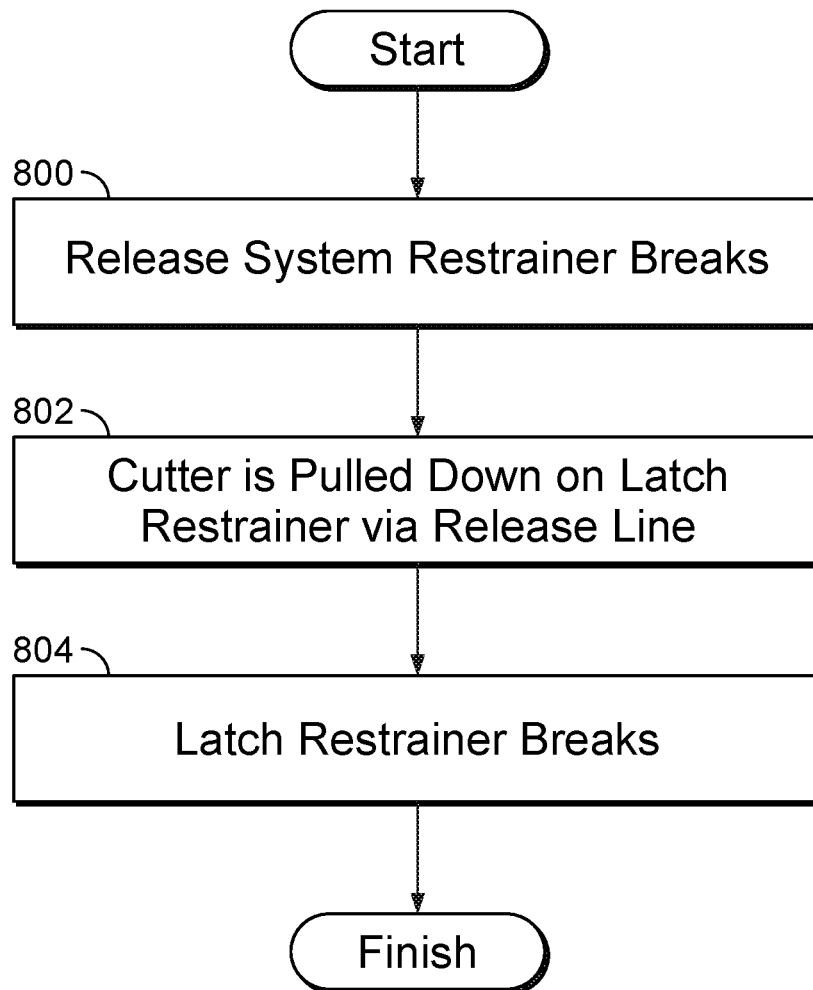 Start
800
Release System Restrainer Breaks
802
Cutter is Pulled Down on Latch
Restrainer via Release Line
804
Latch Restrainer Breaks
Finish